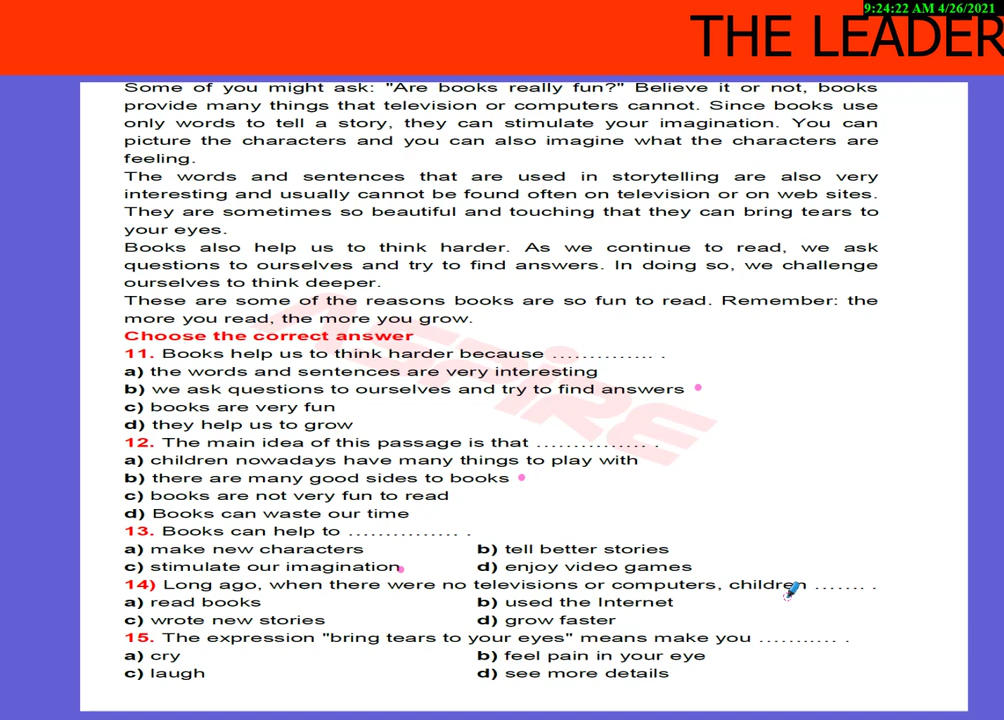 9:24:22 AM 4/26/2021
THE LEADER
Some of you might ask: "Are books really fun?" Believe it or not, books
provide many things that television or computers cannot. Since books use
only words to tell a story, they can stimulate your imagination. You can
picture the characters and you can also imagine what the characters are
feeling.
The words and sentences that are used in storytelling are also very
interesting and usually cannot be found often on television or on web sites.
They are sometimes so beautiful and touching that they can bring tears to
your eyes.
Books also help us to think harder. As we continue to read, we ask
questions to ourselves and try to find answers. In doing so, we challenge
ourselves to think deeper.
These are some of the reasons books are so fun to read. Remember: the
more you read, the more you grow.
Choose the correct answer
11. Books help us to think harder because ………….. .
a) the words and sentences are very interesting
b) we ask questions to ourselves and try to find answers
c) books are very fun
d) they help us to grow
12. The main idea of this passage is that …………… .
a) children nowadays have many things to play with
b) there are many good sides to books
c) books are not very fun to read
d) Books can waste our time
13. Books can help to …………… .
a) make new characters b) tell better stories
c) stimulate our imagination d) enjoy video games
14) Long ago, when there were no televisions or computers, children ……. .
a) read books b) used the Internet
c) wrote new stories d) grow faster
15. The expression "bring tears to your eyes" means make you ……….. .
a) cry b) feel pain in your eye
c) laugh d) see more details
ASPIRE